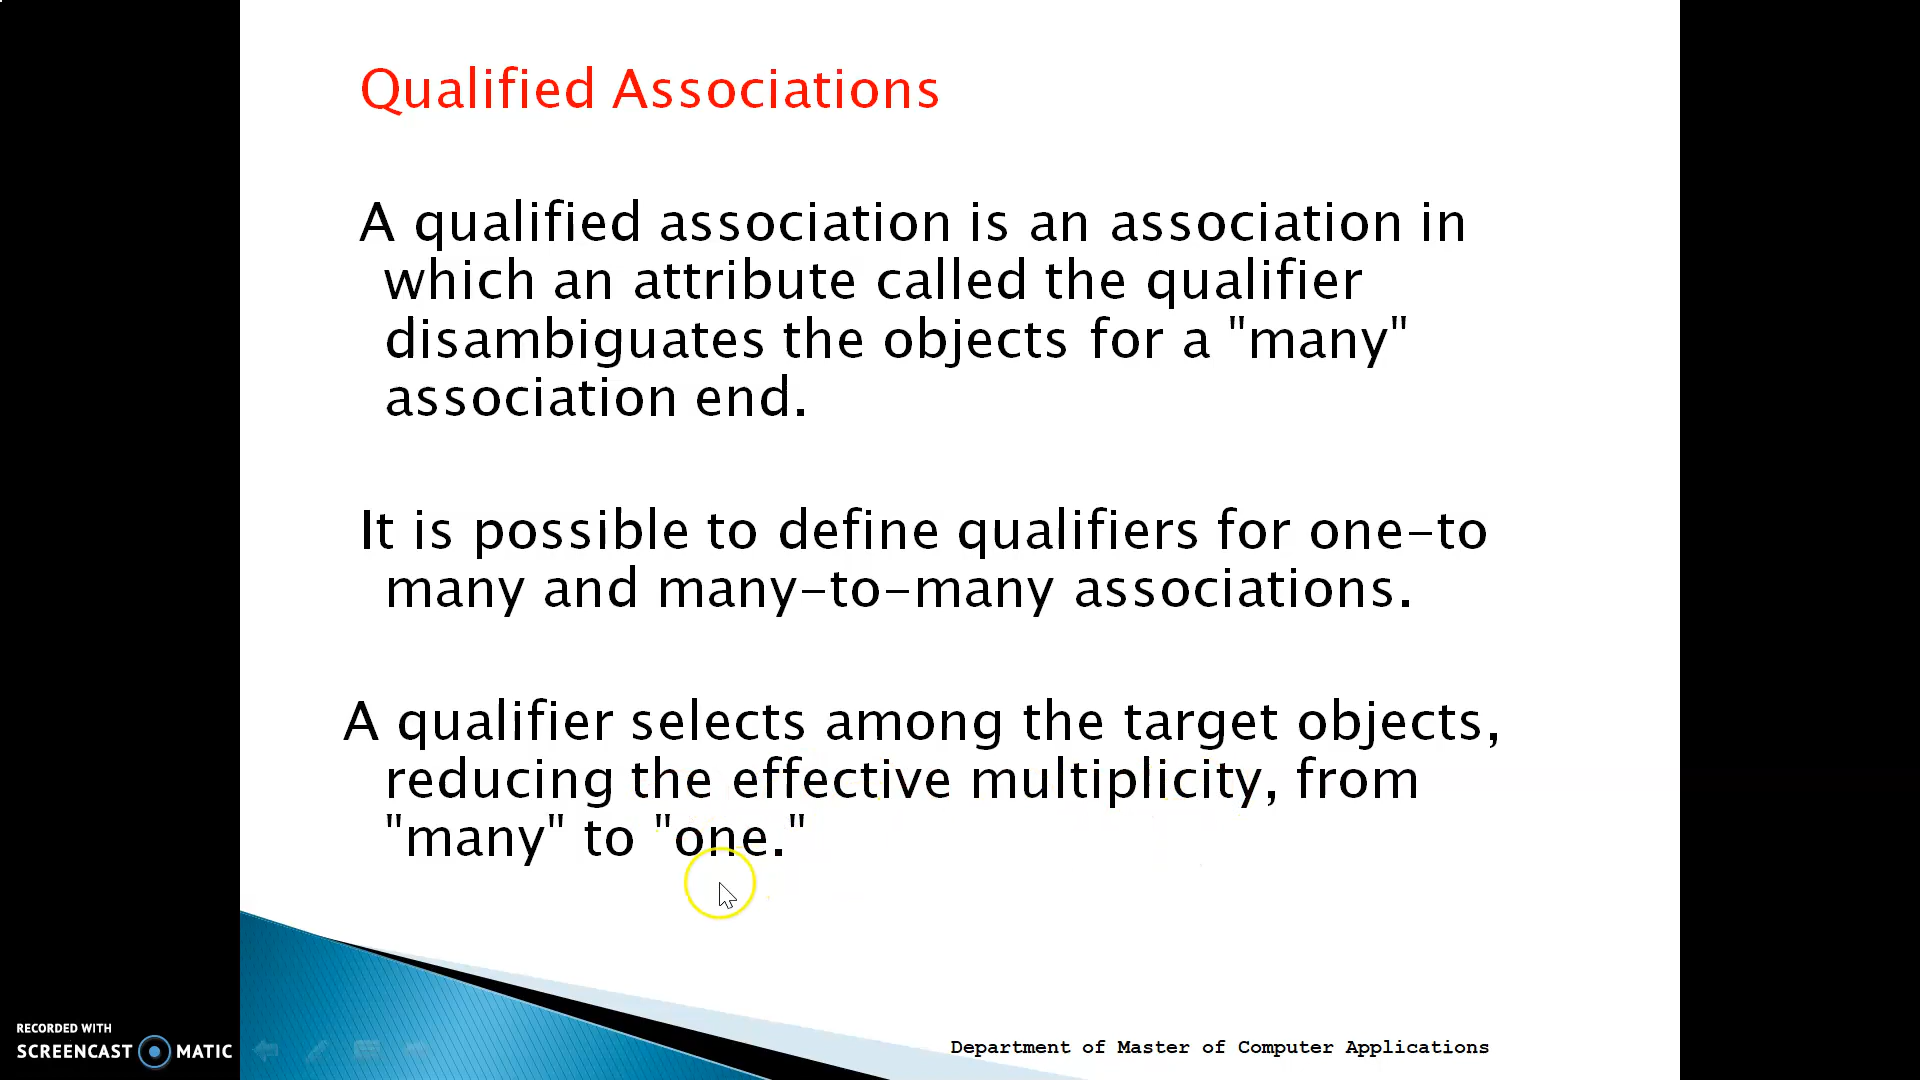 Qualified Associations
A qualified association is an association in
which an attribute called the qualifier
disambiguates the objects for a "many"
association end.
It is possible to define qualifiers for one-to
many and many-to-many associations.
A qualifier selects among the target objects,
reducing the effective multiplicity, from
"many" to "one."
RECORDED WITH
SCREENCAST MATIC
Department of Master of Computer Applications